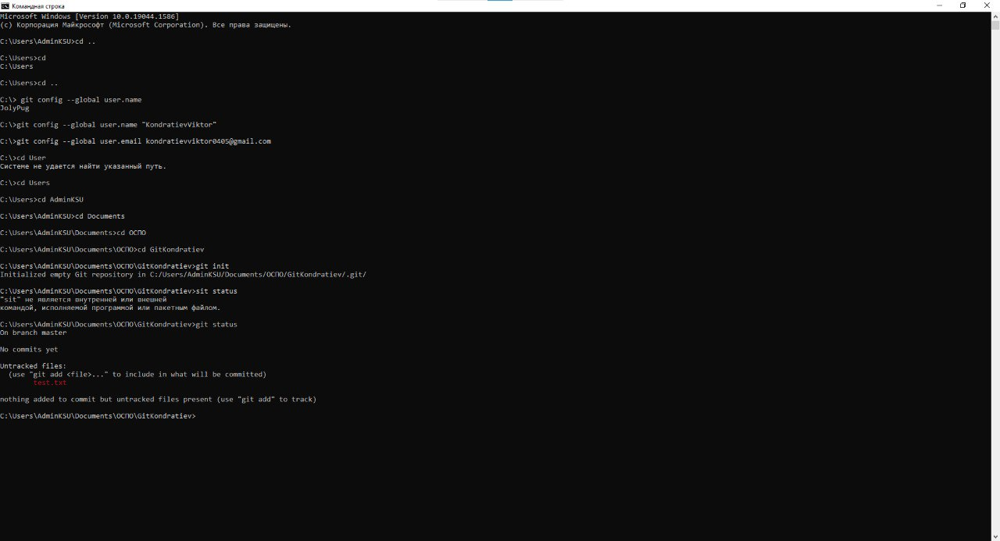 Командная строка
Microsoft Windows [Version 10.0.19044.1586]
(c) Корпорация Майкрософт (Microsoft Corporation). Все права защищены.
C:\Users\AdminKSU>cd ..
C:\Users>cd
C:\Users
C:\Users>cd ..
C:\> git config --global user.name
JolyPug
C:\>git config --global user.name "KondratievViktor"
C:\>git config --global user.email kondratievviktor0405@gmail.com
C:\>cd User
Системе не удается найти указанный путь.
C:\>cd Users
C:\Users>cd AdminKSU
C:\Users\AdminKSU>cd Documents
C:\Users\AdminKSU\Documents>cd ОСПО
C:\Users\AdminKSU\Documents\ОСПО>cd GitKondratiev
C:\Users\AdminKSU\Documents\ОСПО\GitKondratiev>git init
Initialized empty Git repository in C:/Users/AdminKSU/Documents/ОСПО/GitKondratiev/.git/
C:\Users\AdminKSU\Documents\ОСПО\GitKondratiev>sit status
"sit" не является внутренней или внешней
командой, исполняемой программой или пакетным файлом.
C:\Users\AdminKSU\Documents\ОСПО\GitKondratiev>git status
On branch master
No commits yet
Untracked files:
  (use "git add <file>..." to include in what will be committed)
        test.txt
nothing added to commit but untracked files present (use "git add" to track)
C:\Users\AdminKSU\Documents\ОСПО\GitKondratiev>